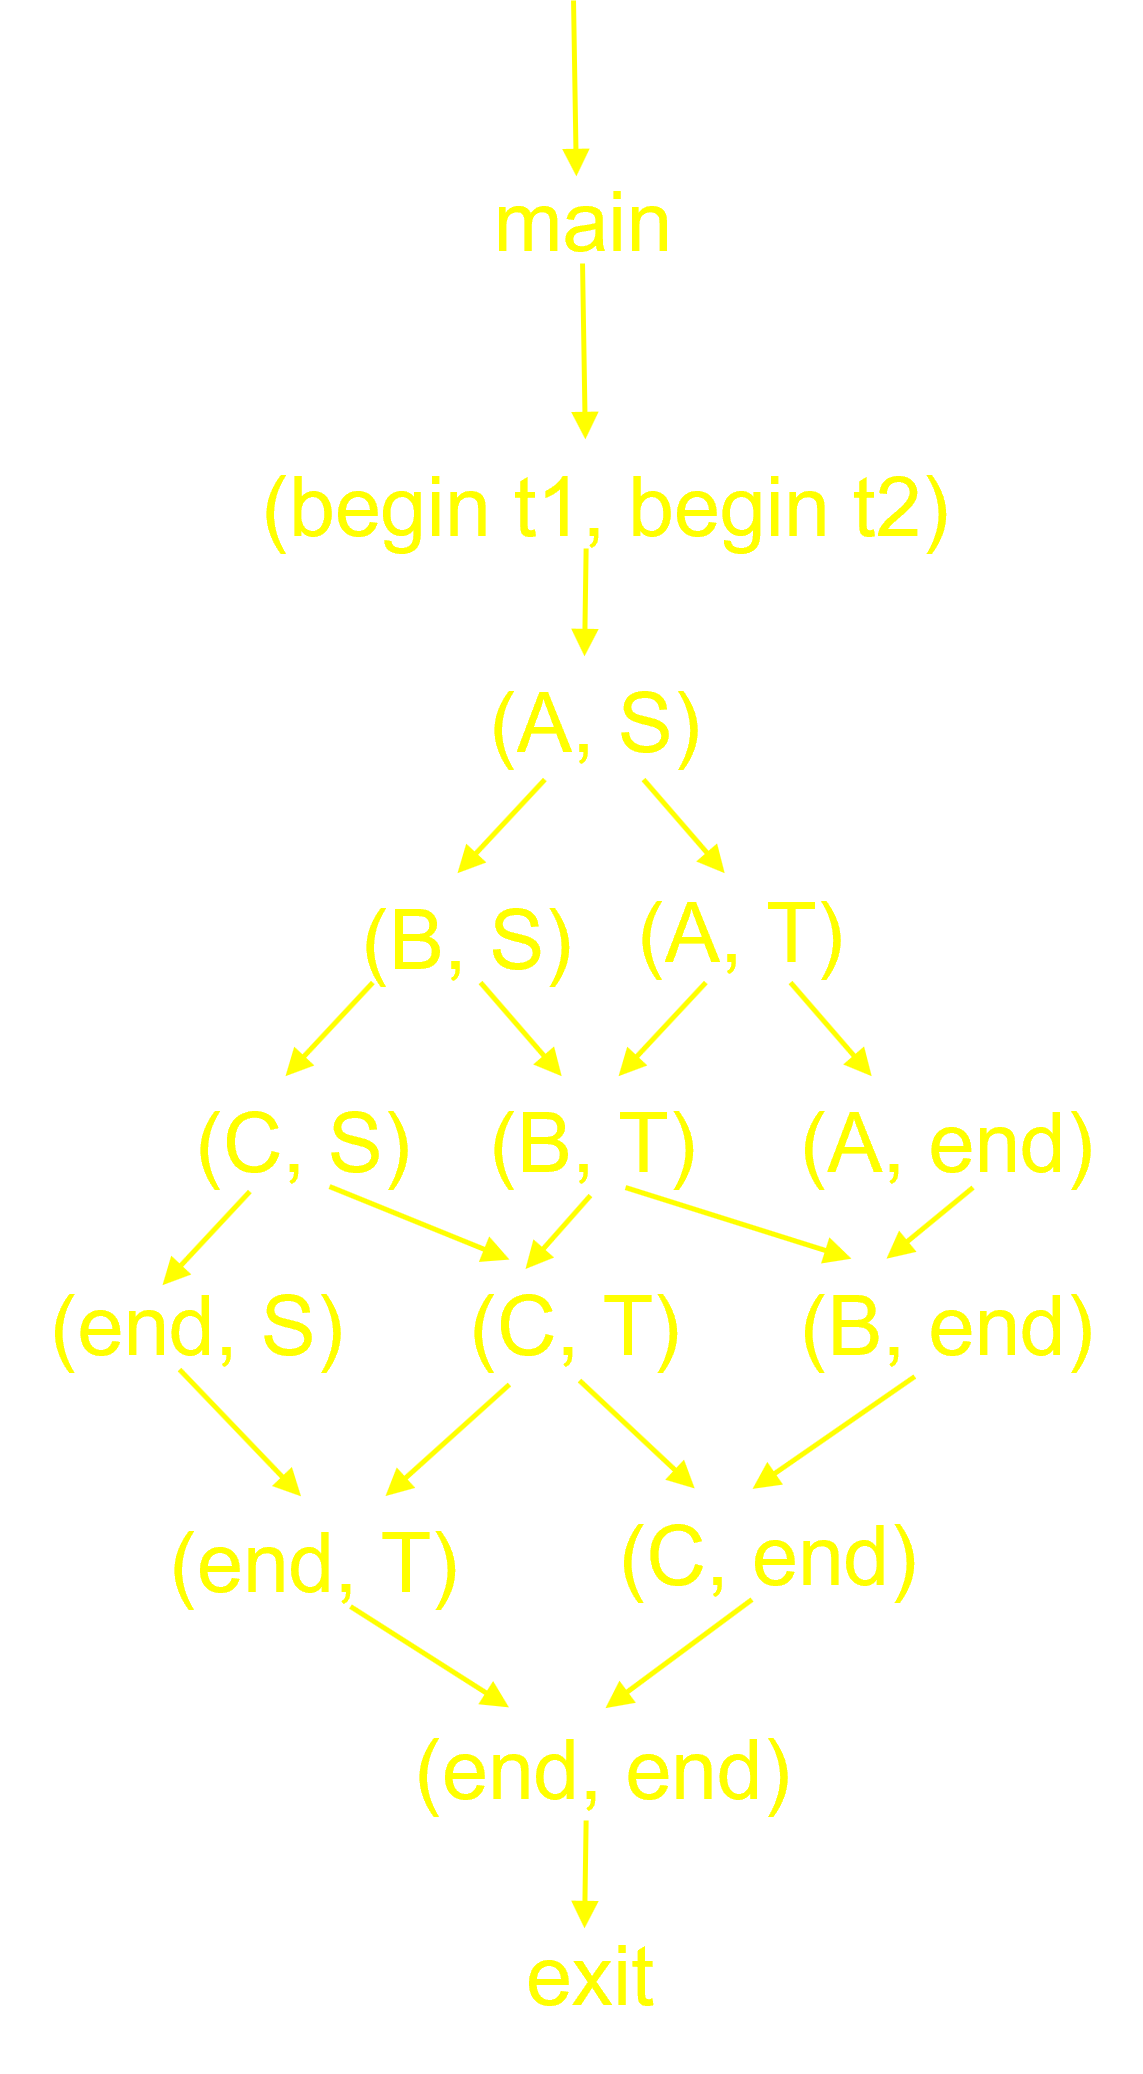 main
(begin t1, begin t2)
(A, S)
(B, S) (A, T)
(C, S) (B, T) (A, end)
(end, S) (C, T) (B, end)
(end, T) (C, end)
(end, end)
exit